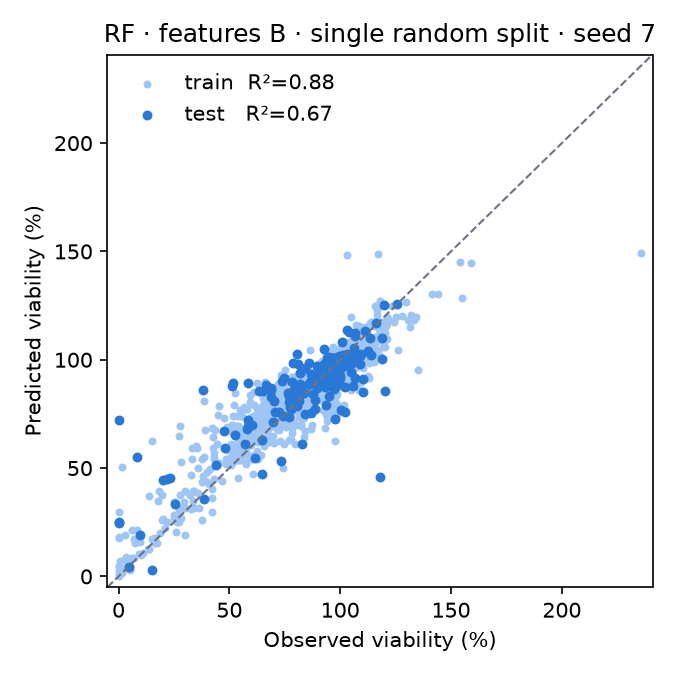 RF · features B · single random split · seed 7
train R²=0.88
test R²=0.67
Predicted viability (%)
200
150
100
50
0
0 50 100 150 200
Observed viability (%)